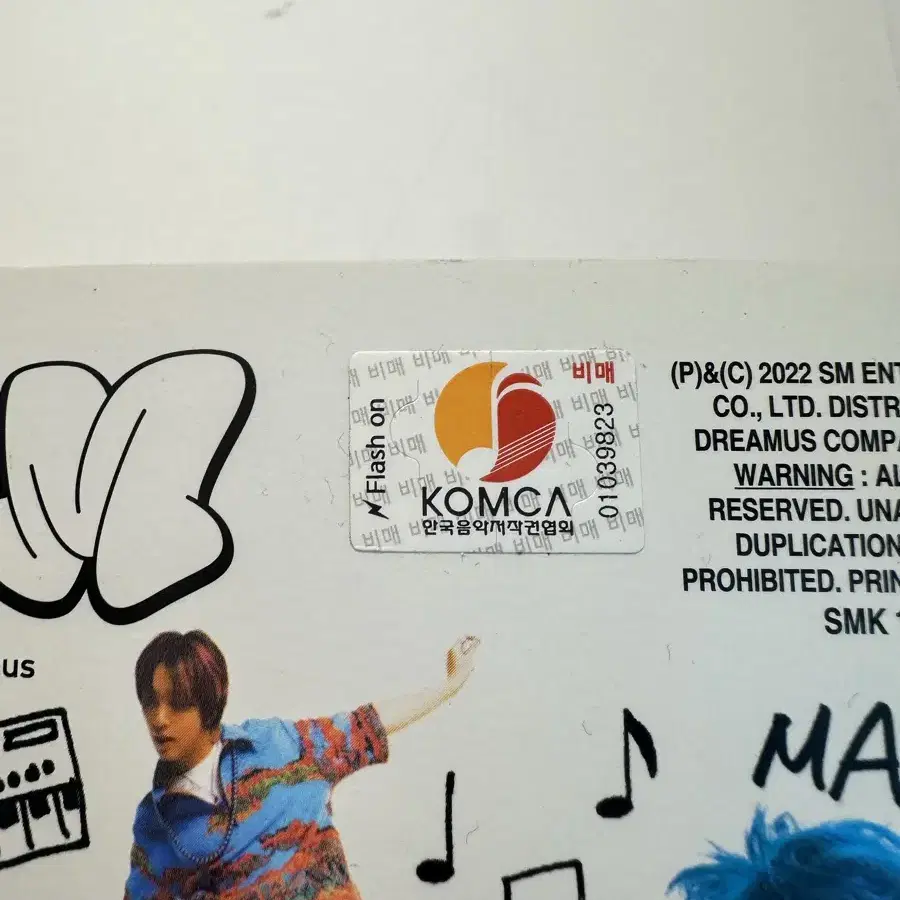 비매
Flash on
01039823
KOMCA
한국음악저작권협회
(P)&(C) 2022 SM ENT
CO., LTD. DISTR
DREAMUS COMPA
WARNING : AL
RESERVED. UNA
DUPLICATION
PROHIBITED. PRIN
SMK 1
us
MA